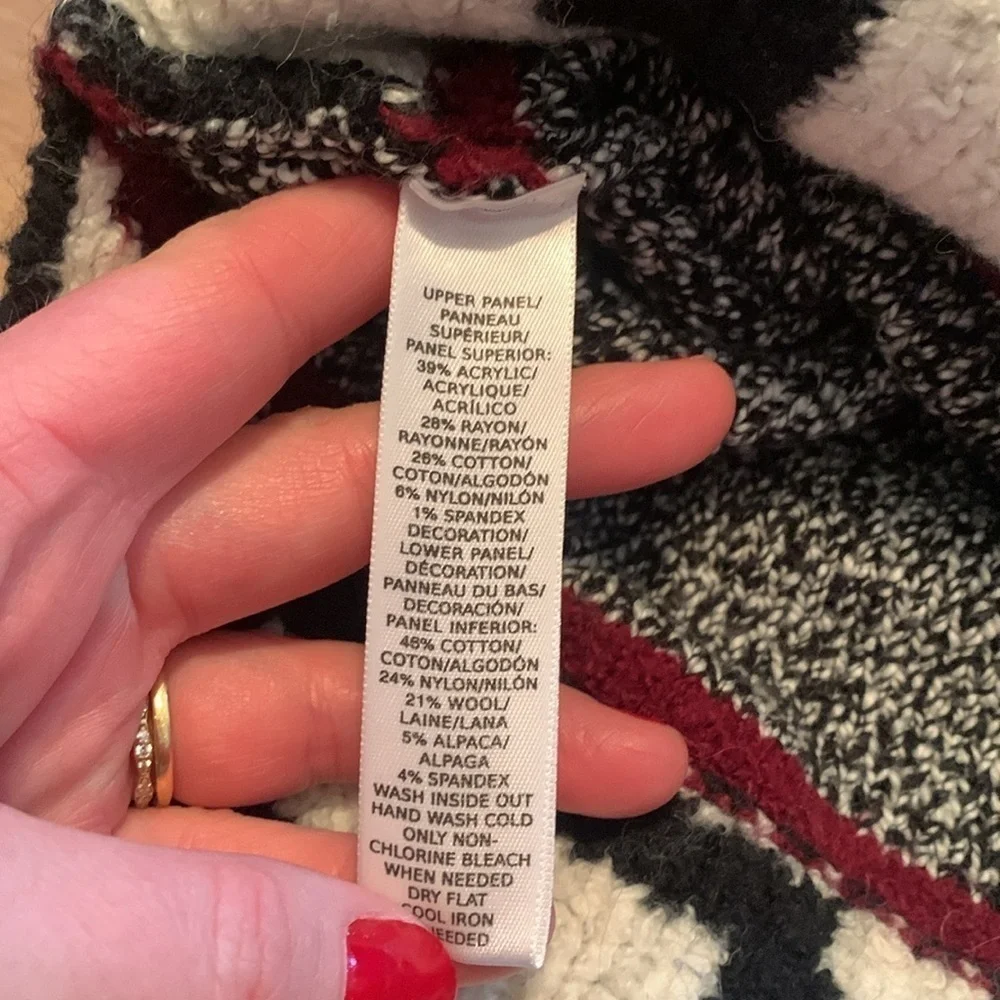 UPPER PANEL/
PANNEAU
SUPÉRIEUR/
PANEL SUPERIOR:
39% ACRYLIC/
ACRYLIQUE/
ACRÍLICO
28% RAYON/
RAYONNE/RAYÓN
26% COTTON/
COTON/ALGODÓN
6% NYLON/NILÓN
1% SPANDEX
DECORATION/
LOWER PANEL/
DÉCORATION/
PANNEAU DU BAS/
DECORACIÓN/
PANEL INFERIOR:
46% COTTON/
COTON/ALGODÓN
24% NYLON/NILÓN
21% WOOL/
LAINE/LANA
5% ALPACA/
ALPAGA
4% SPANDEX
WASH INSIDE OUT
HAND WASH COLD
ONLY NON-
CHLORINE BLEACH
WHEN NEEDED
DRY FLAT
COOL IRON
NEEDED